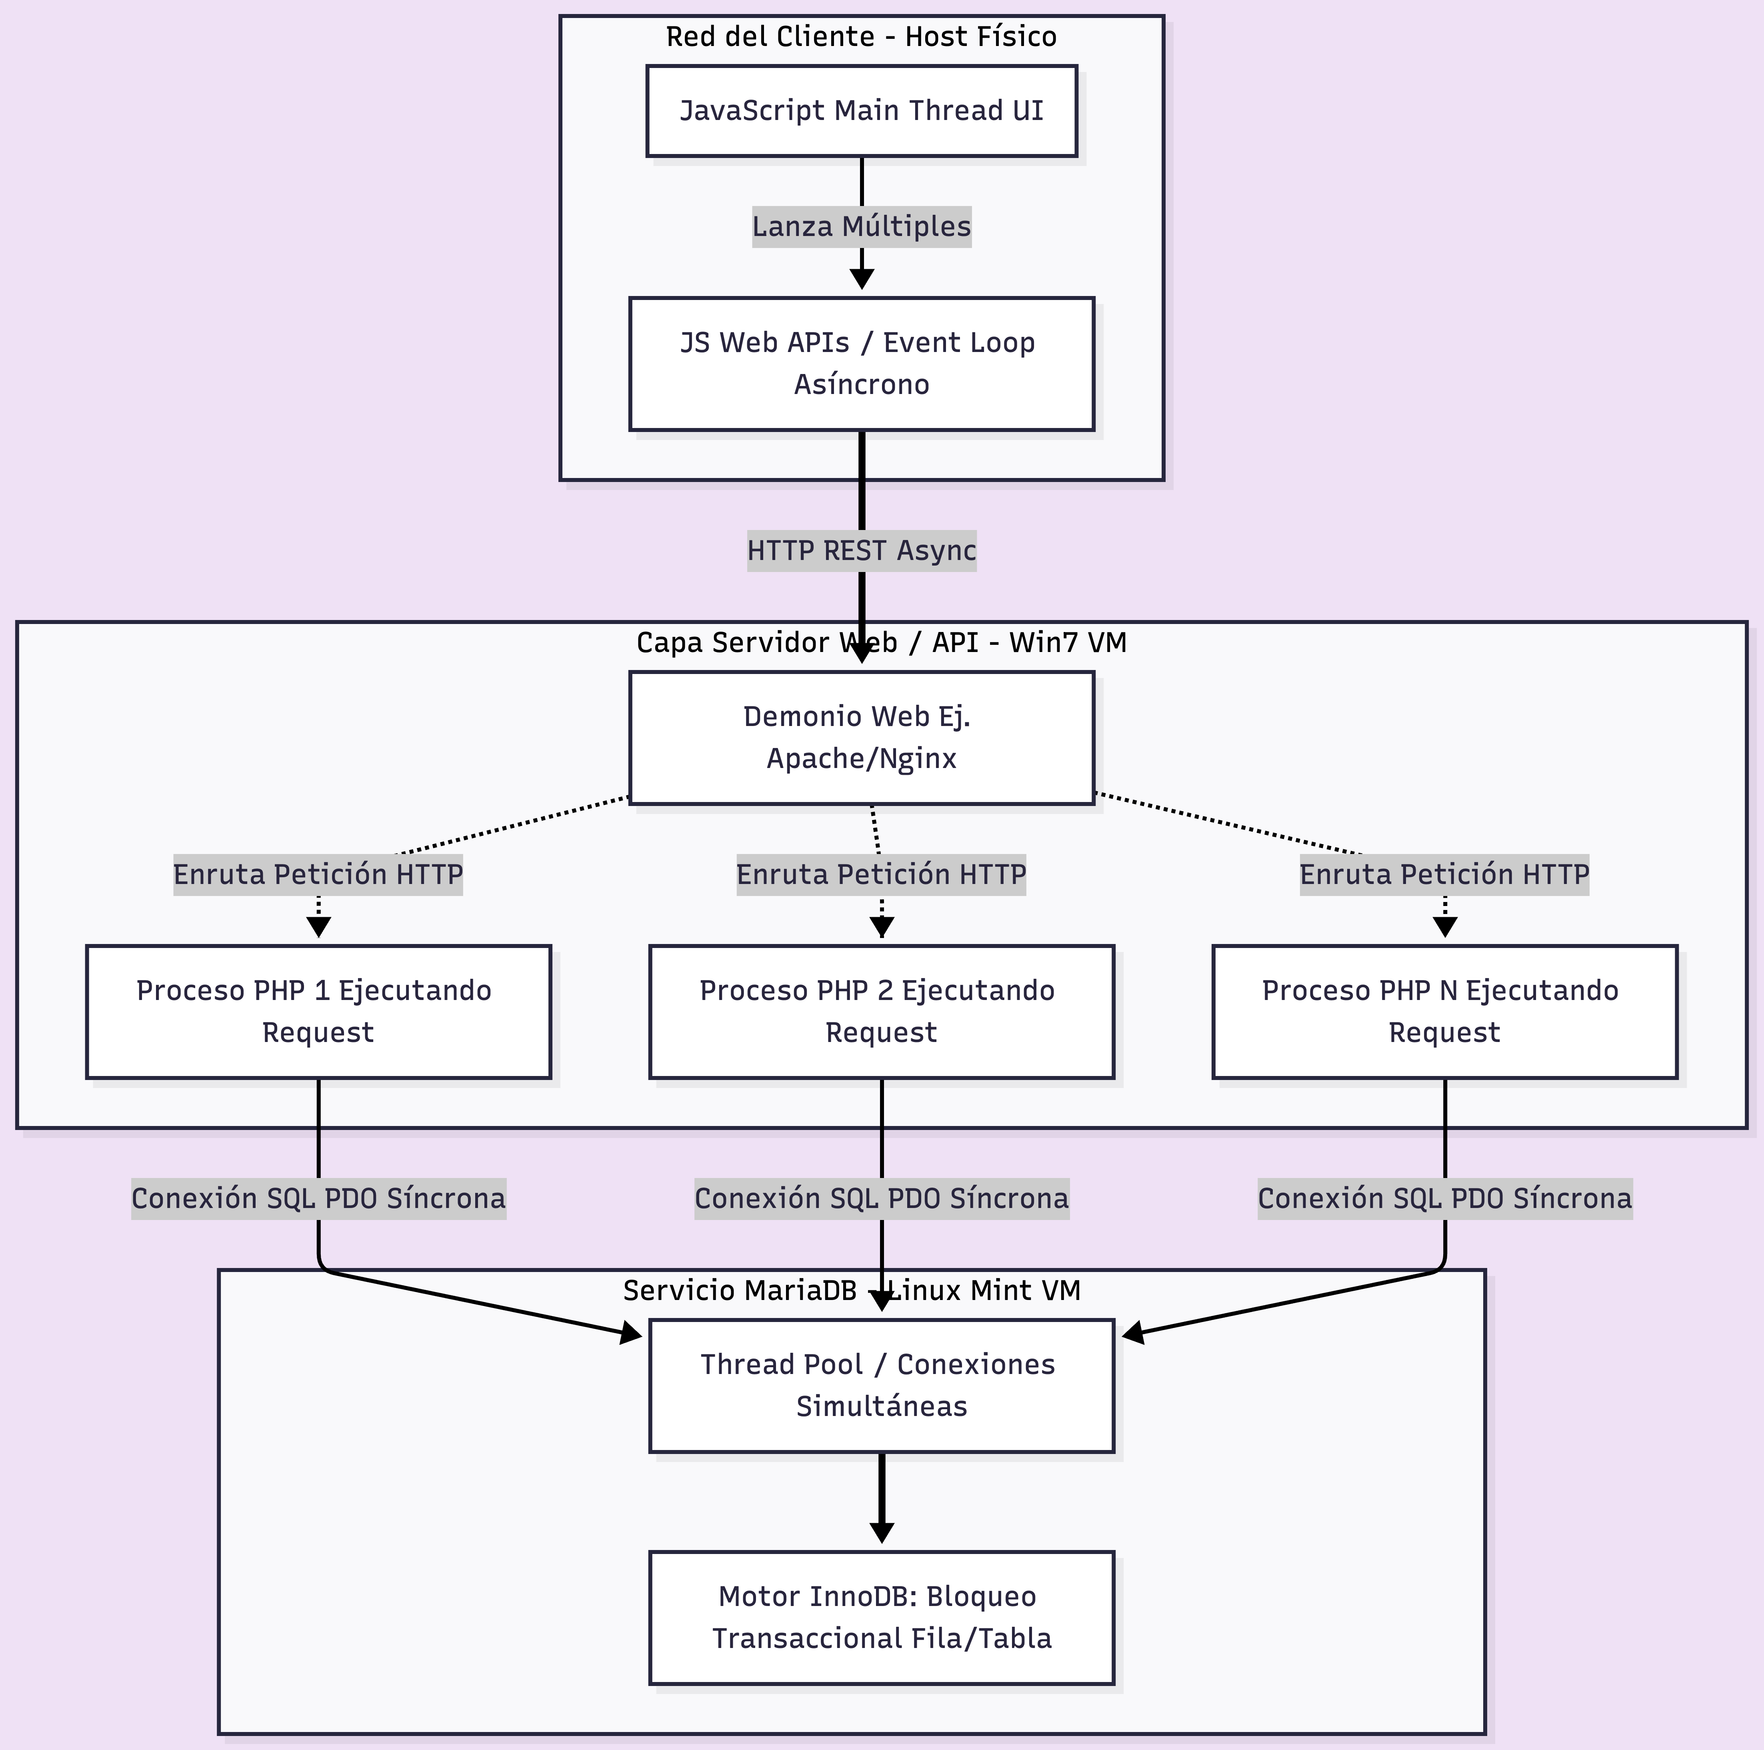 Red del Cliente - Host Físico
JavaScript Main Thread UI
Lanza Múltiples
JS Web APIs / Event Loop
Asíncrono
HTTP REST Async
Capa Servidor Web / API - Win7 VM
Demonio Web Ej.
Apache/Nginx
Enruta Petición HTTP
Enruta Petición HTTP
Enruta Petición HTTP
Proceso PHP 1 Ejecutando
Request
Proceso PHP 2 Ejecutando
Request
Proceso PHP N Ejecutando
Request
Conexión SQL PDO Síncrona
Conexión SQL PDO Síncrona
Conexión SQL PDO Síncrona
Servicio MariaDB - Linux Mint VM
Thread Pool / Conexiones
Simultáneas
Motor InnoDB: Bloqueo
Transaccional Fila/Tabla